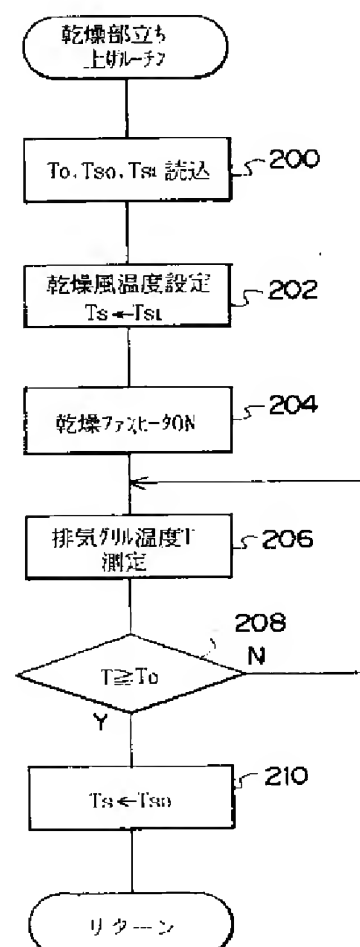 乾燥部立ち
上げルーチン
To、Tso、Ts1 読込
200
乾燥風温度設定
Ts←Ts1
202
乾燥ファン,ヒータON
204
排気グリル温度T
測定
206
208
T≧To
N
Y
Ts←Tso
210
リターン